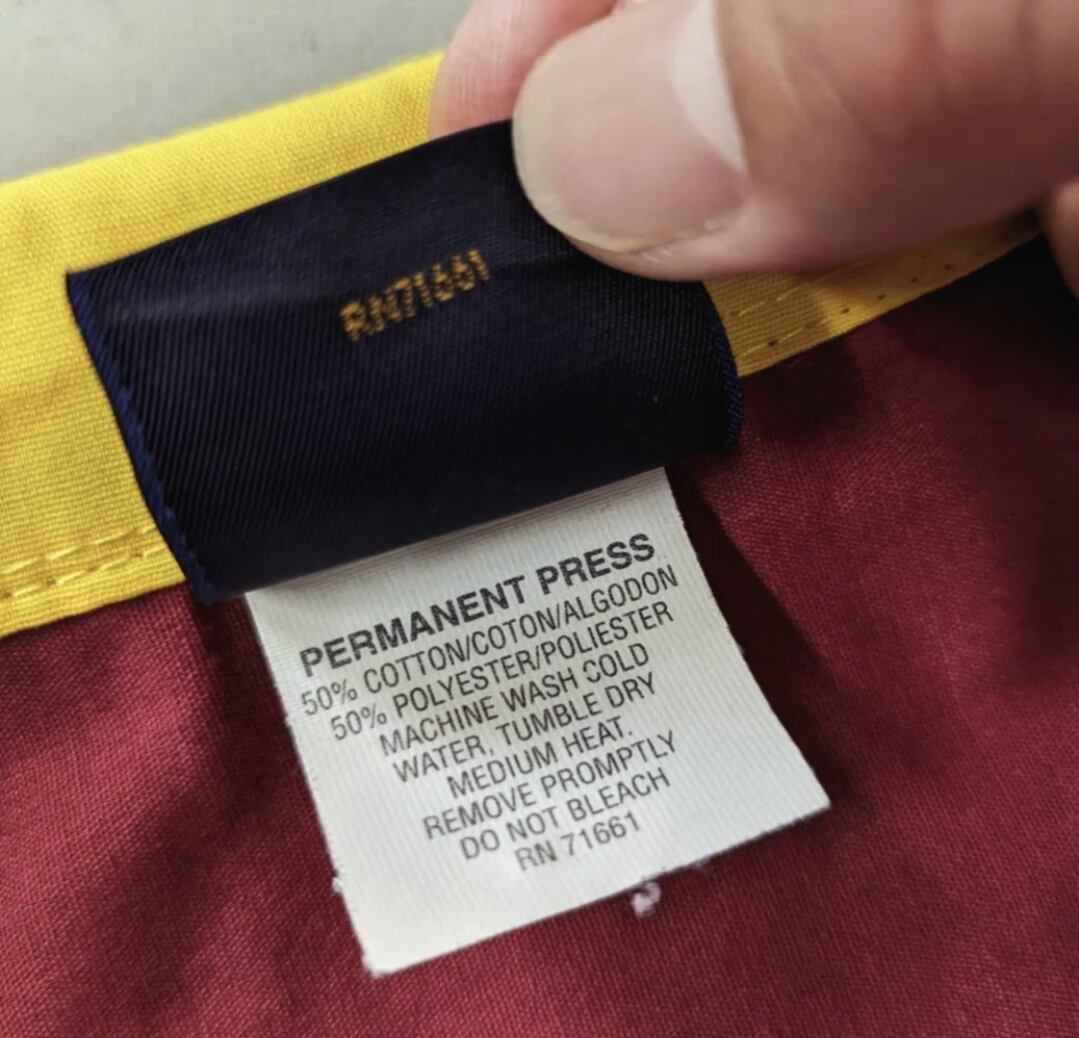 RN71661
PERMANENT PRESS
50% COTTON/COTON/ALGODON
50% POLYESTER/POLIESTER
MACHINE WASH COLD
WATER, TUMBLE DRY
MEDIUM HEAT.
REMOVE PROMPTLY
DO NOT BLEACH
RN 71661